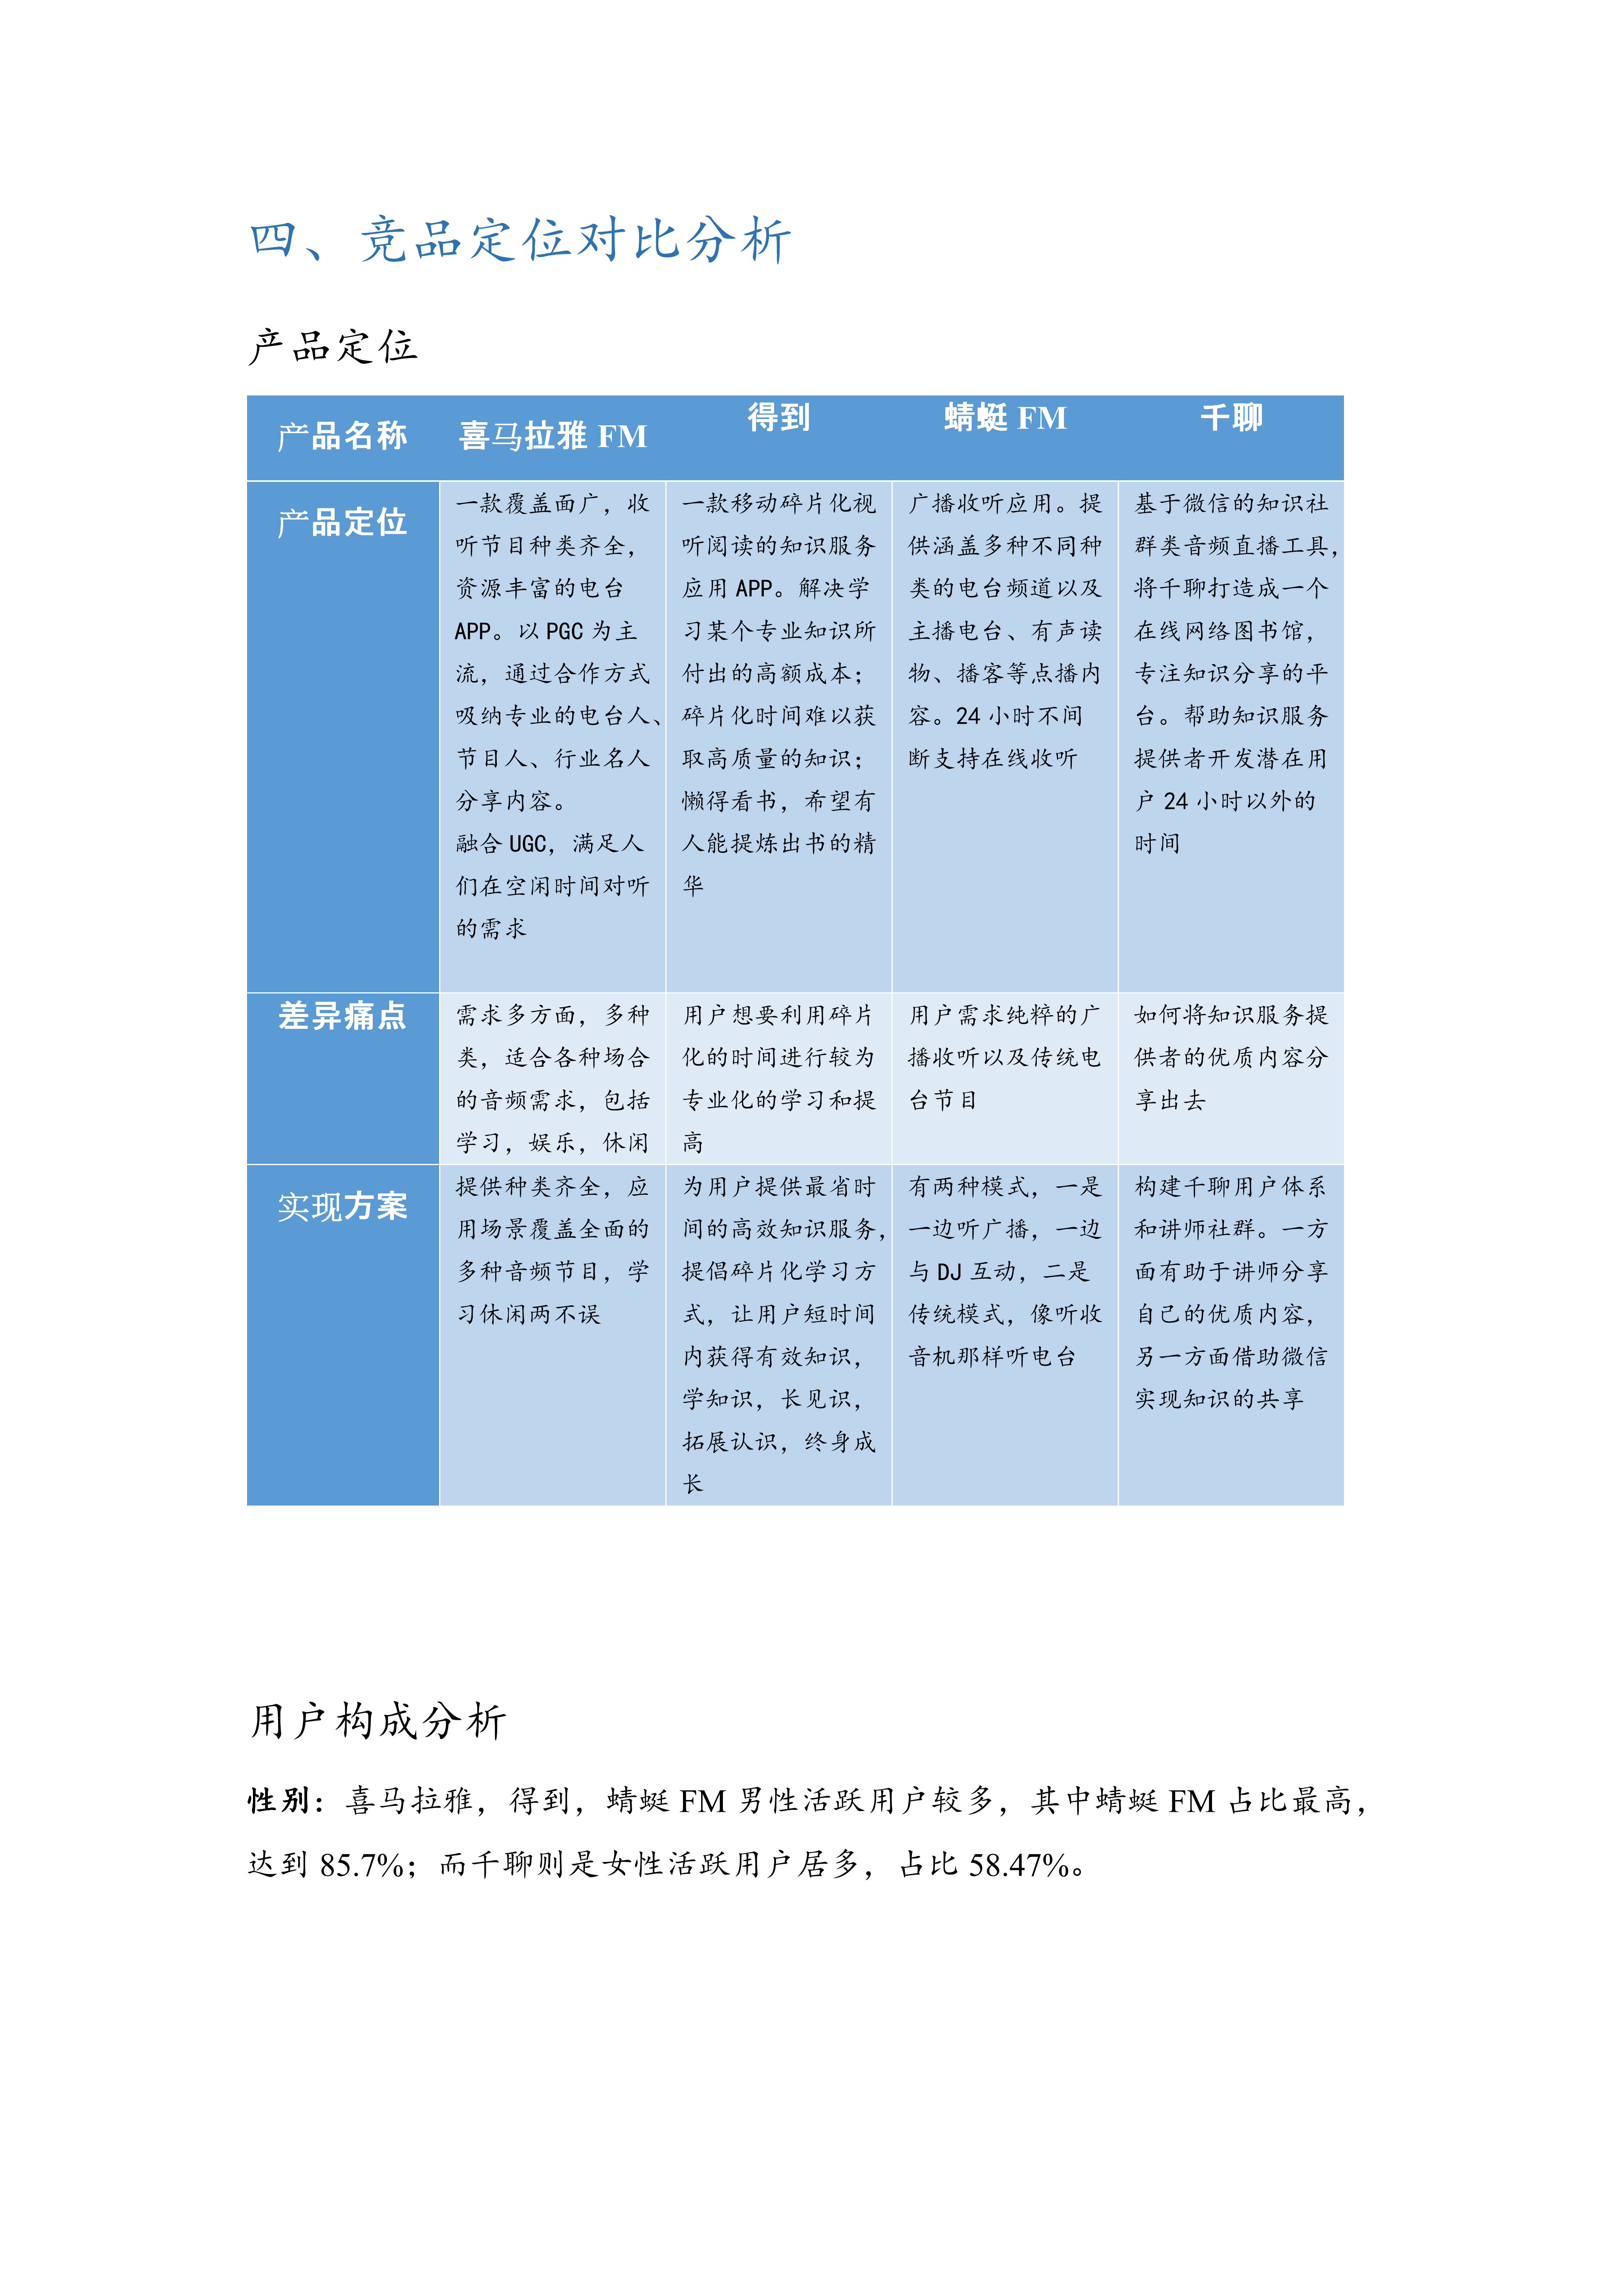 四、竞品定位对比分析
产品定位
产品名称
喜马拉雅 FM
得到
蜻蜓 FM
千聊
产品定位
一款覆盖面广，收
听节目种类齐全，
资源丰富的电台
APP。以 PGC 为主
流，通过合作方式
吸纳专业的电台人、
节目人、行业名人
分享内容。
融合 UGC，满足人
们在空闲时间对听
的需求
一款移动碎片化视
听阅读的知识服务
应用 APP。解决学
习某个专业知识所
付出的高额成本；
碎片化时间难以获
取高质量的知识；
懒得看书，希望有
人能提炼出书的精
华
广播收听应用。提
供涵盖多种不同种
类的电台频道以及
主播电台、有声读
物、播客等点播内
容。24 小时不间
断支持在线收听
基于微信的知识社
群类音频直播工具，
将千聊打造成一个
在线网络图书馆，
专注知识分享的平
台。帮助知识服务
提供者开发潜在用
户 24 小时以外的
时间
差异痛点
需求多方面，多种
类，适合各种场合
的音频需求，包括
学习，娱乐，休闲
用户想要利用碎片
化的时间进行较为
专业化的学习和提
高
用户需求纯粹的广
播收听以及传统电
台节目
如何将知识服务提
供者的优质内容分
享出去
实现方案
提供种类齐全，应
用场景覆盖全面的
多种音频节目，学
习休闲两不误
为用户提供最省时
间的高效知识服务，
提倡碎片化学习方
式，让用户短时间
内获得有效知识，
学知识，长见识，
拓展认识，终身成
长
有两种模式，一是
一边听广播，一边
与 DJ 互动，二是
传统模式，像听收
音机那样听电台
构建千聊用户体系
和讲师社群。一方
面有助于讲师分享
自己的优质内容，
另一方面借助微信
实现知识的共享
用户构成分析
性别：喜马拉雅，得到，蜻蜓 FM 男性活跃用户较多，其中蜻蜓 FM 占比最高，
达到 85.7%；而千聊则是女性活跃用户居多，占比 58.47%。